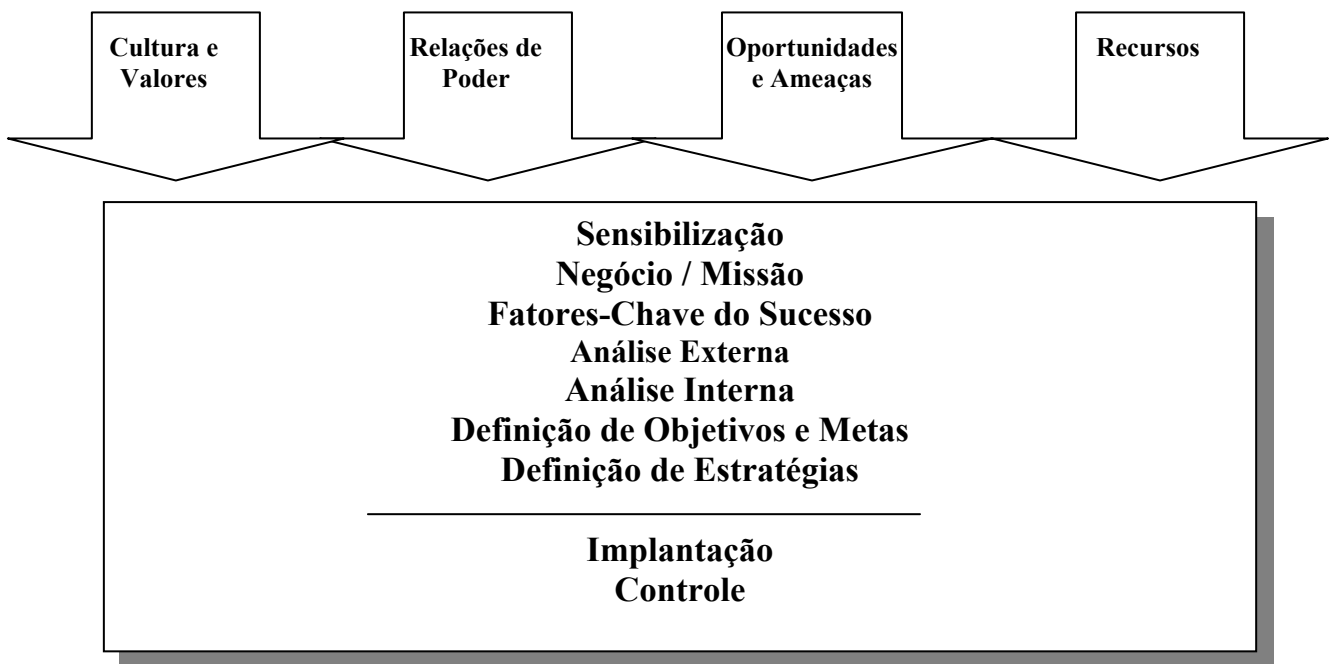 Cultura e
Valores
Relações de
Poder
Oportunidades
e Ameaças
Recursos
Sensibilização
Negócio / Missão
Fatores-Chave do Sucesso
Análise Externa
Análise Interna
Definição de Objetivos e Metas
Definição de Estratégias
Implantação
Controle